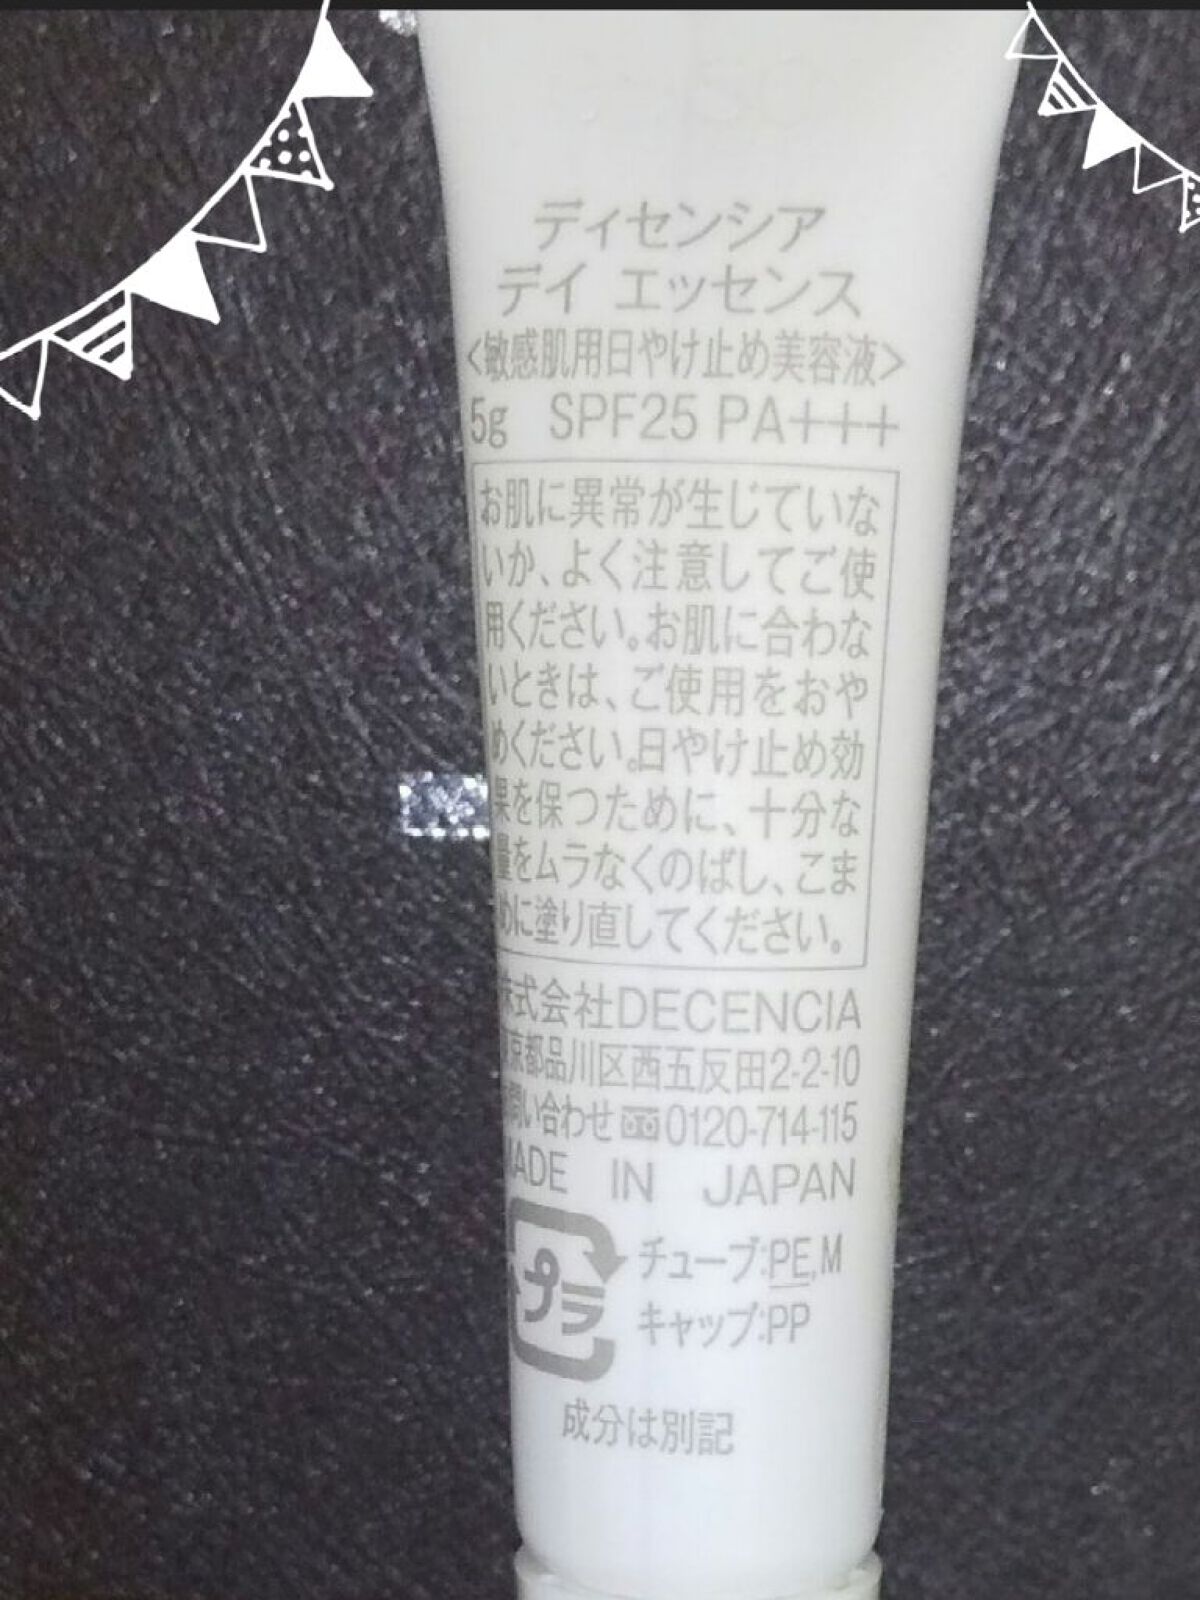 ディセンシア
デイ エッセンス
<敏感肌用日やけ止め美容液>
5g SPF25 PA+++
お肌に異常が生じていな
いか、よく注意してご使
用ください。お肌に合わな
いときは、ご使用をおや
めください。日やけ止め効
果を保つために、十分な
量をムラなくのばし、こま
めに塗り直してください。
株式会社DECENCIA
東京都品川区西五反田2-2-10
お問い合わせ 0120-714-115
MADE IN JAPAN
プラ
チューブ:PE,M
キャップ:PP
成分は別記